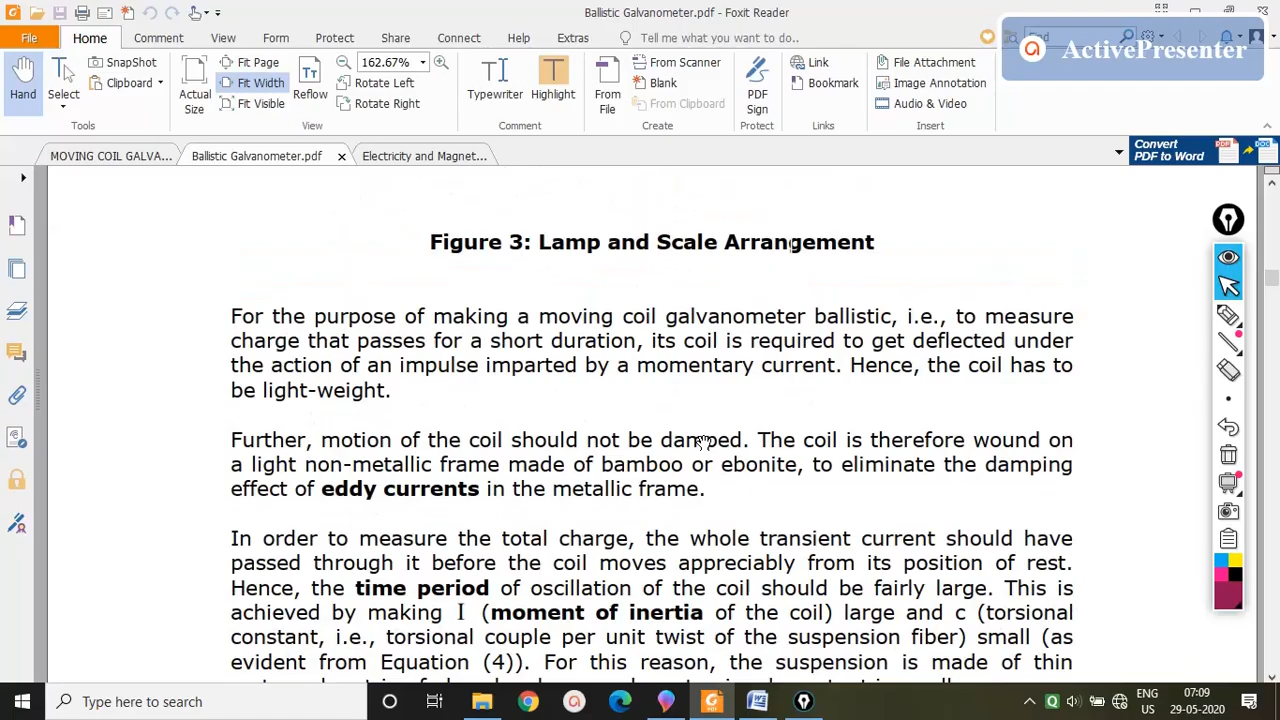 Ballistic Galvanometer.pdf - Foxit Reader
File Home Comment View Form Protect Share Connect Help Extras Tell me what you want to do..
ActivePresenter
Hand
Select
SnapShot
Clipboard
Tools
Actual Size
Fit Page
Fit Width
Fit Visible
Reflow
162.67%
Rotate Left
Rotate Right
View
Typewriter
Highlight
Comment
From File
From Scanner
Blank
From Clipboard
Create
PDF Sign
Protect
Link
Bookmark
Links
File Attachment
Image Annotation
Audio & Video
Insert
MOVING COIL GALVA... Ballistic Galvanometer.pdf Electricity and Magnet...
Convert
PDF to Word
Figure 3: Lamp and Scale Arrangement
For the purpose of making a moving coil galvanometer ballistic, i.e., to measure
charge that passes for a short duration, its coil is required to get deflected under
the action of an impulse imparted by a momentary current. Hence, the coil has to
be light-weight.
Further, motion of the coil should not be damped. The coil is therefore wound on
a light non-metallic frame made of bamboo or ebonite, to eliminate the damping
effect of eddy currents in the metallic frame.
In order to measure the total charge, the whole transient current should have
passed through it before the coil moves appreciably from its position of rest.
Hence, the time period of oscillation of the coil should be fairly large. This is
achieved by making I (moment of inertia of the coil) large and c (torsional
constant, i.e., torsional couple per unit twist of the suspension fiber) small (as
evident from Equation (4)). For this reason, the suspension is made of thin
Type here to search
ENG
US
07:09
29-05-2020